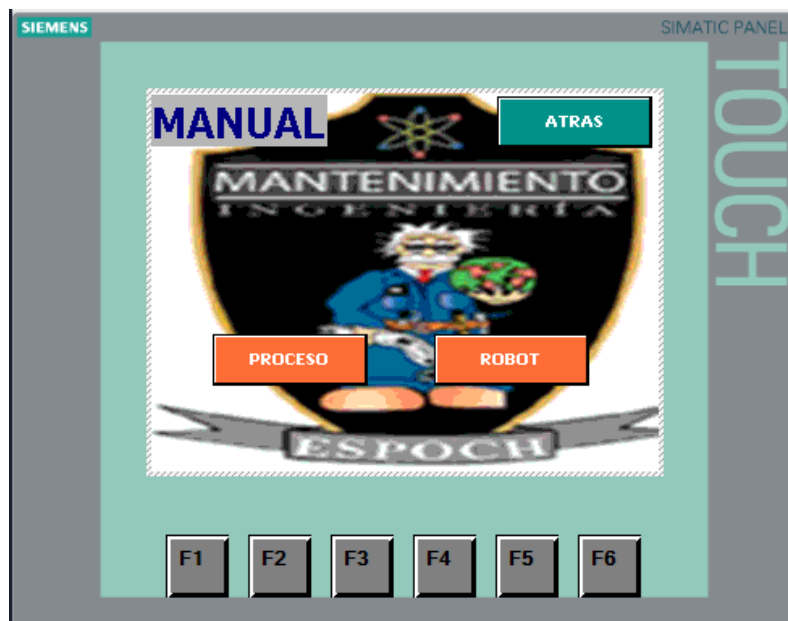 SIEMENS
SIMATIC PANEL
TOUCH
MANUAL
ATRAS
MANTENIMIENTO
INGENIERÍA
PROCESO
ROBOT
ESPOCH
F1
F2
F3
F4
F5
F6